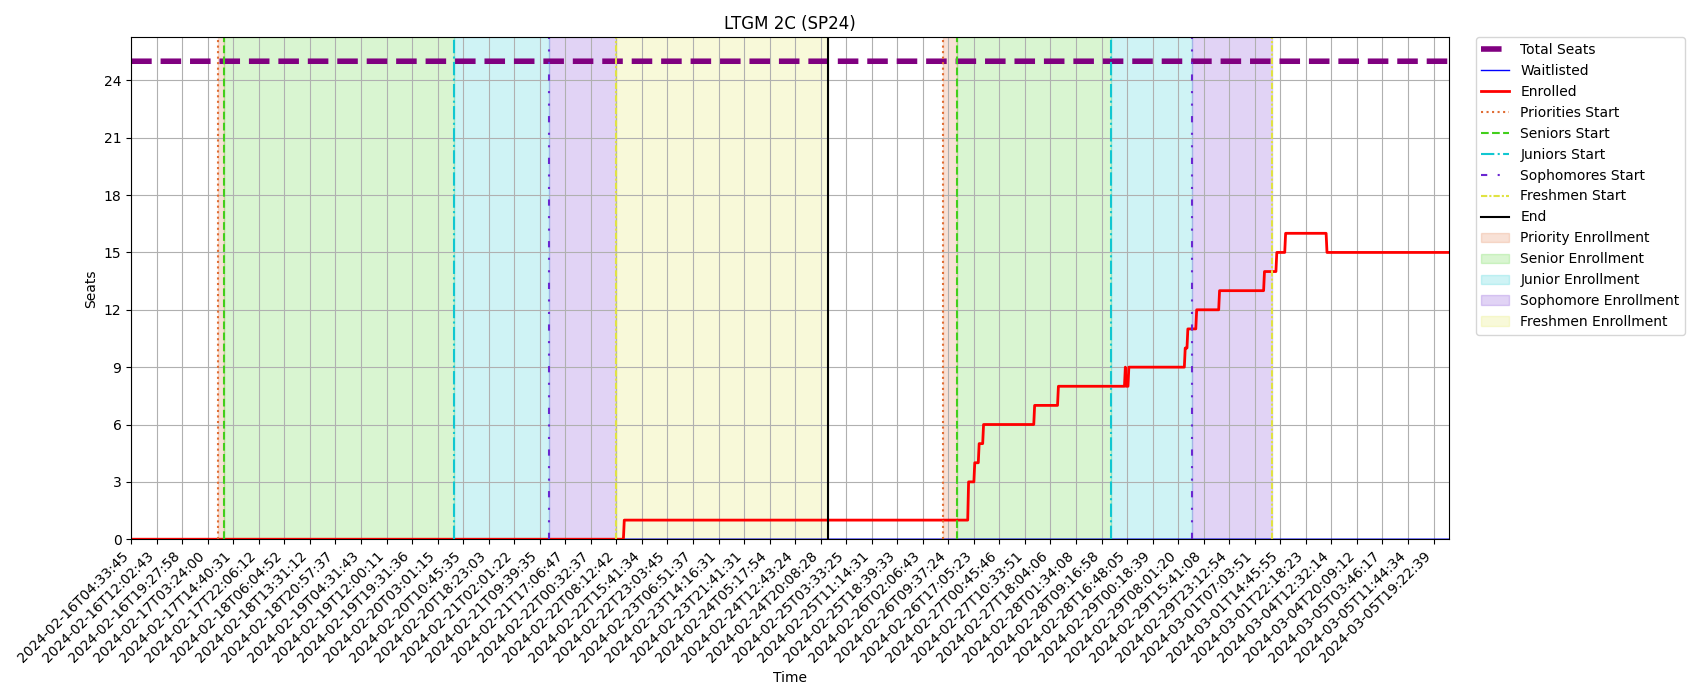 LTGM 2C (SP24)
Seats
24
21
18
15
12
9
6
3
0
2024-02-16T04:33:45
2024-02-16T12:02:43
2024-02-16T19:27:58
2024-02-17T03:24:00
2024-02-17T14:40:31
2024-02-17T22:06:12
2024-02-18T06:04:52
2024-02-18T13:31:12
2024-02-18T20:57:37
2024-02-19T04:31:43
2024-02-19T12:00:11
2024-02-19T19:31:36
2024-02-20T03:01:15
2024-02-20T10:45:35
2024-02-20T18:23:03
2024-02-21T02:01:22
2024-02-21T09:39:35
2024-02-21T17:06:47
2024-02-22T00:32:37
2024-02-22T08:12:42
2024-02-22T15:41:34
2024-02-22T23:03:45
2024-02-23T06:51:37
2024-02-23T14:16:31
2024-02-23T21:41:31
2024-02-24T05:17:54
2024-02-24T12:43:24
2024-02-24T20:08:28
2024-02-25T03:33:25
2024-02-25T11:14:31
2024-02-25T18:39:33
2024-02-26T02:06:43
2024-02-26T09:37:24
2024-02-26T17:05:23
2024-02-27T00:45:46
2024-02-27T10:33:51
2024-02-27T18:04:06
2024-02-28T01:34:08
2024-02-28T09:16:58
2024-02-28T16:48:05
2024-02-29T00:18:39
2024-02-29T08:01:20
2024-02-29T15:41:08
2024-02-29T23:12:54
2024-03-01T07:03:51
2024-03-01T14:45:55
2024-03-01T22:18:23
2024-03-04T12:32:14
2024-03-04T20:09:12
2024-03-05T03:46:17
2024-03-05T11:44:34
2024-03-05T19:22:39
Time
Total Seats
Waitlisted
Enrolled
Priorities Start
Seniors Start
Juniors Start
Sophomores Start
Freshmen Start
End
Priority Enrollment
Senior Enrollment
Junior Enrollment
Sophomore Enrollment
Freshmen Enrollment